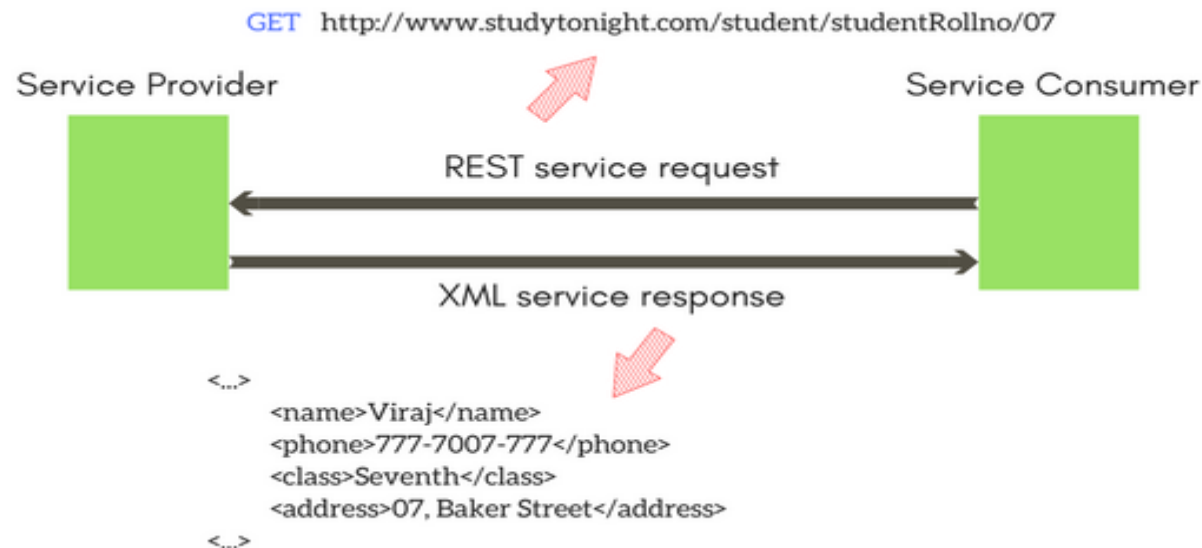 GET http://www.studytonight.com/student/studentRollno/07
Service Provider
Service Consumer
REST service request
XML service response
<...>
<name>Viraj</name>
<phone>777-7007-777</phone>
<class>Seventh</class>
<address>07, Baker Street</address>
<...>